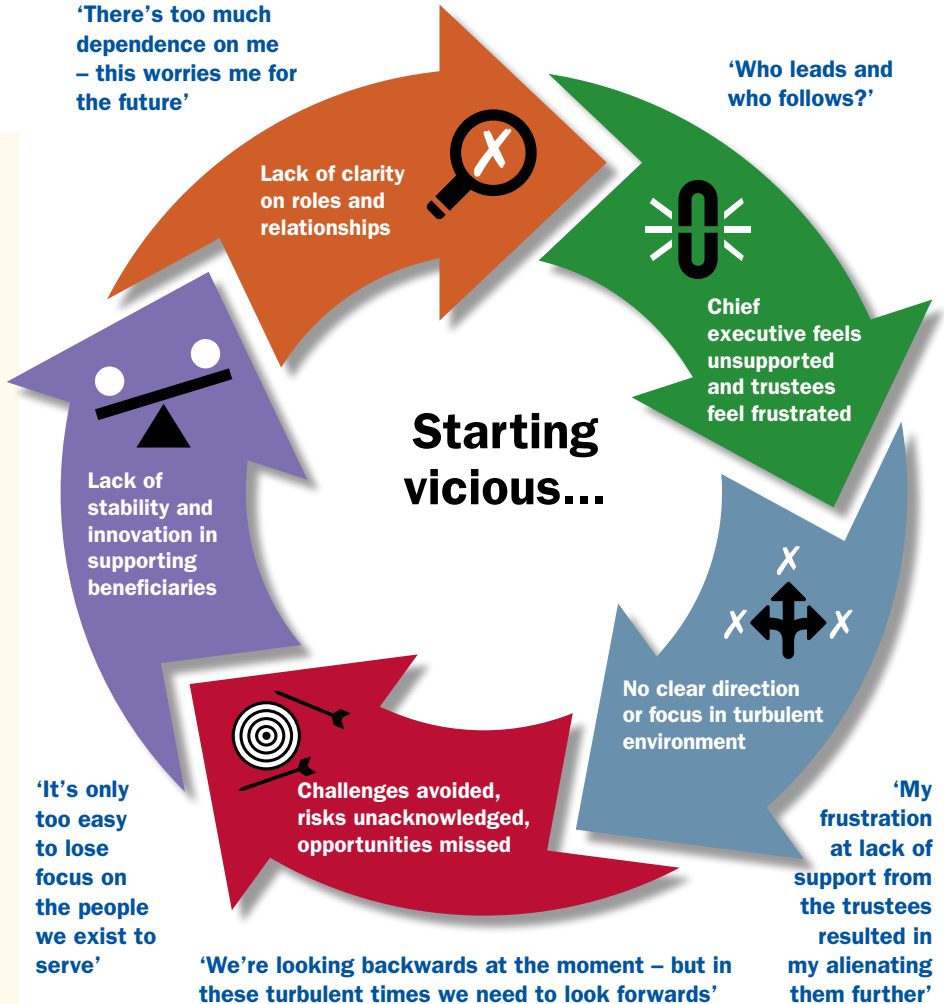 ‘There’s too much
dependence on me
– this worries me for
the future’
‘Who leads and
who follows?’
Lack of clarity
on roles and
relationships
Chief
executive feels
unsupported
and trustees
feel frustrated
Starting
vicious...
Lack of
stability and
innovation in
supporting
beneficiaries
No clear direction
or focus in turbulent
environment
Challenges avoided,
risks unacknowledged,
opportunities missed
‘It’s only
too easy
to lose
focus on
the people
we exist to
serve’
‘My
frustration
at lack of
support from
the trustees
resulted in
my alienating
them further’
‘We’re looking backwards at the moment – but in
these turbulent times we need to look forwards’